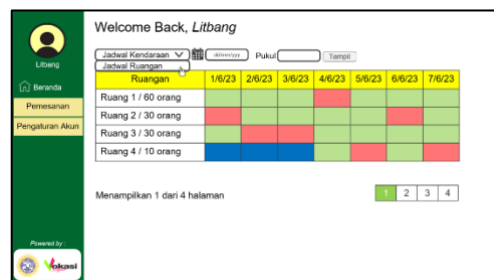 Welcome Back, Litbang
Litbang
Beranda
Pemesanan
Pengaturan Akun
Powered by :
Vokasi
Jadwal Kendaraan
dd/mm/yyyy
Pukul
Tampil
Jadwal Ruangan
Ruangan 1/6/23 2/6/23 3/6/23 4/6/23 5/6/23 6/6/23 7/6/23
Ruang 1 / 60 orang
Ruang 2 / 30 orang
Ruang 3 / 30 orang
Ruang 4 / 10 orang
Menampilkan 1 dari 4 halaman
1 2 3 4